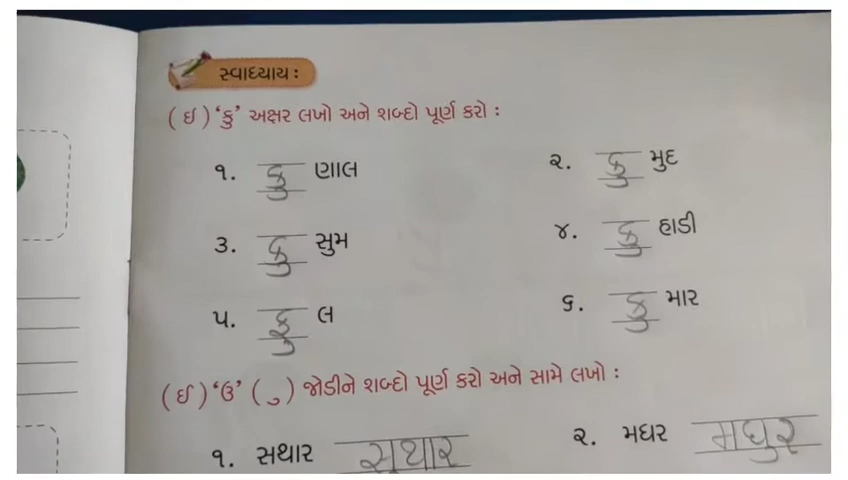 સ્વાધ્યાય :
(ઈ) ‘કુ’ અક્ષર લખો અને શબ્દો પૂર્ણ કરો :
૧. કુ ણાલ ૨. કુ મુદ
૩. કુ સુમ ૪. કુ હાડી
૫. કુ લ ૬. કુ માર
(ઈ) ‘ઉ’ ( ુ ) જોડીને શબ્દો પૂર્ણ કરો અને સામે લખો :
૧. સથાર સુથાર ૨. મધર મધુર